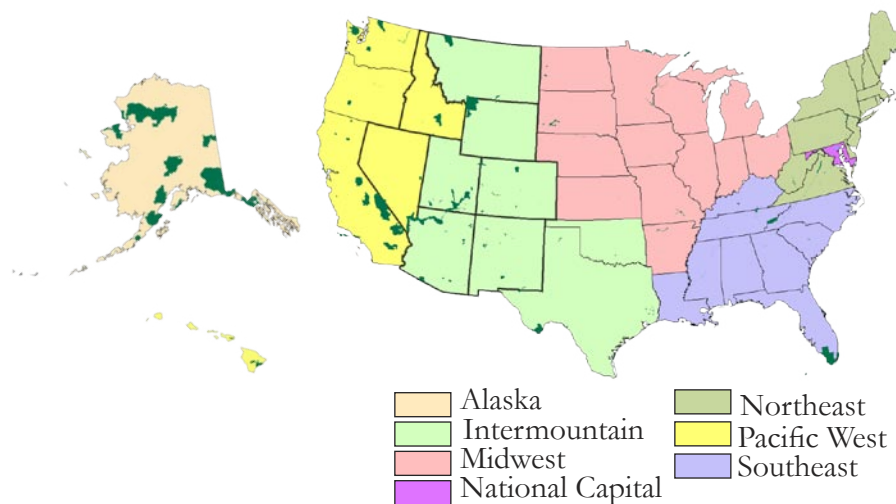 Alaska
Intermountain
Midwest
National Capital
Northeast
Pacific West
Southeast